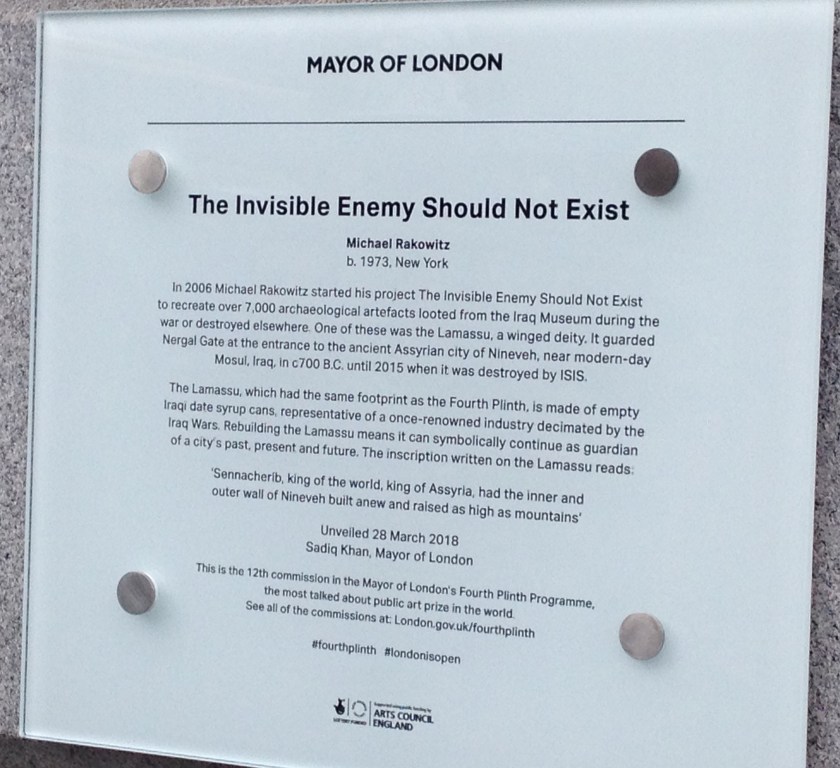 MAYOR OF LONDON
The Invisible Enemy Should Not Exist
Michael Rakowitz
b. 1973, New York
In 2006 Michael Rakowitz started his project The Invisible Enemy Should Not Exist
to recreate over 7,000 archaeological artefacts looted from the Iraq Museum during the
war or destroyed elsewhere. One of these was the Lamassu, a winged deity. It guarded
Nergal Gate at the entrance to the ancient Assyrian city of Nineveh, near modern-day
Mosul, Iraq, in c700 B.C. until 2015 when it was destroyed by ISIS.
The Lamassu, which had the same footprint as the Fourth Plinth, is made of empty
Iraqi date syrup cans, representative of a once-renowned industry decimated by the
Iraq Wars. Rebuilding the Lamassu means it can symbolically continue as guardian
of a city's past, present and future. The inscription written on the Lamassu reads:
'Sennacherib, king of the world, king of Assyria, had the inner and
outer wall of Nineveh built anew and raised as high as mountains'
Unveiled 28 March 2018
Sadiq Khan, Mayor of London
This is the 12th commission in the Mayor of London's Fourth Plinth Programme,
the most talked about public art prize in the world.
See all of the commissions at: London.gov.uk/fourthplinth
#fourthplinth #londonisopen
ARTS COUNCIL
ENGLAND